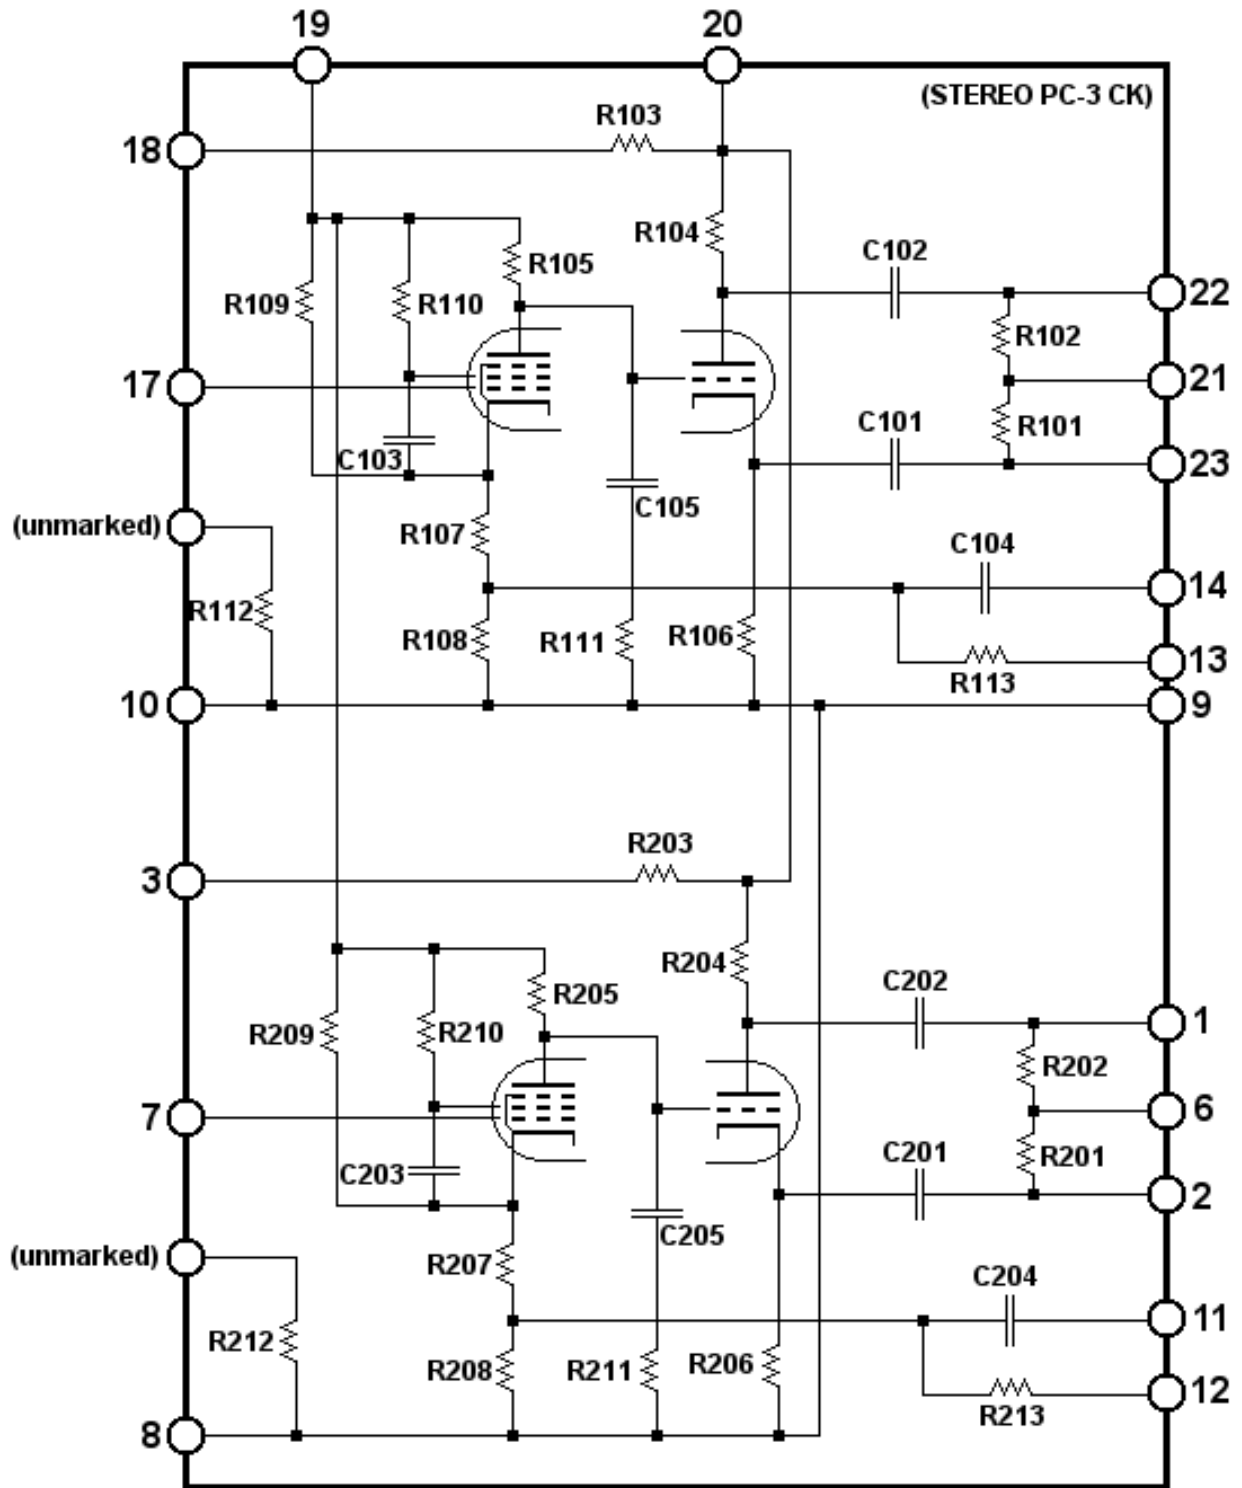 19
20
(STEREO PC-3 CK)
R103
18
R104
C102
R105
R109
R110
22
R102
17
21
C101
R101
C103
23
C105
(unmarked)
R107
C104
14
R112
R108
R111
R106
13
R113
10
9
R203
3
R204
C202
R205
R209
R210
1
R202
7
6
C201
R201
C203
2
C205
(unmarked)
R207
C204
11
R212
R208
R211
R206
12
R213
8